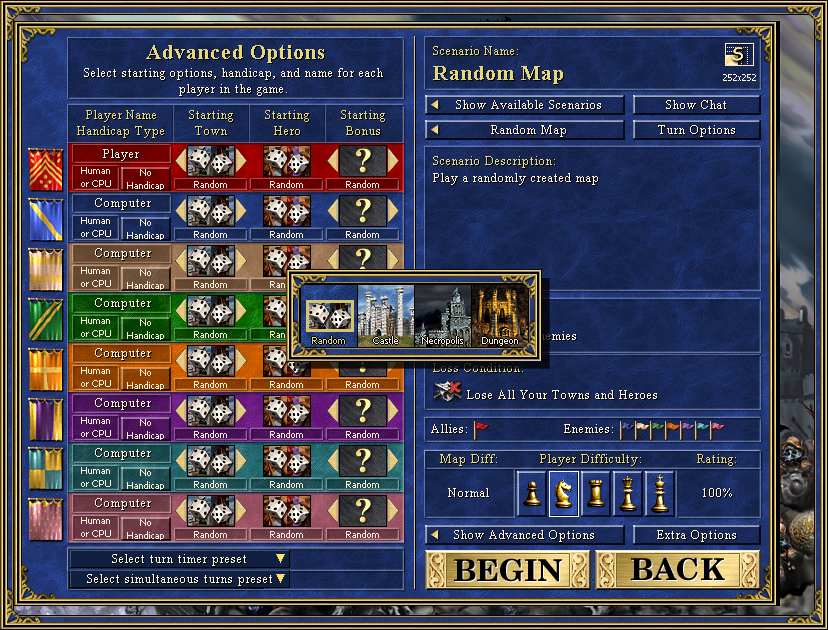 Advanced Options
Select starting options, handicap, and name for each
player in the game.
Player Name
Handicap Type
Starting
Town
Starting
Hero
Starting
Bonus
Player
Human
or CPU
No
Handicap
Random
Random
Random
Computer
Human
or CPU
No
Handicap
Random
Random
Random
Computer
Human
or CPU
No
Handicap
Random
Random
Random
Computer
Human
or CPU
No
Handicap
Random
Computer
Human
or CPU
No
Handicap
Random
Random
Random
Computer
Human
or CPU
No
Handicap
Random
Random
Random
Computer
Human
or CPU
No
Handicap
Random
Random
Random
Computer
Human
or CPU
No
Handicap
Random
Random
Random
Select turn timer preset
Select simultaneous turns preset
Random
Castle
Necropolis
Dungeon
Scenario Name:
Random Map
S
252x252
Show Available Scenarios
Show Chat
Random Map
Turn Options
Scenario Description:
Play a randomly created map
Loss Condition:
Lose All Your Towns and Heroes
Allies:
Enemies:
Map Diff:
Player Difficulty:
Rating:
Normal
100%
Show Advanced Options
Extra Options
BEGIN
BACK